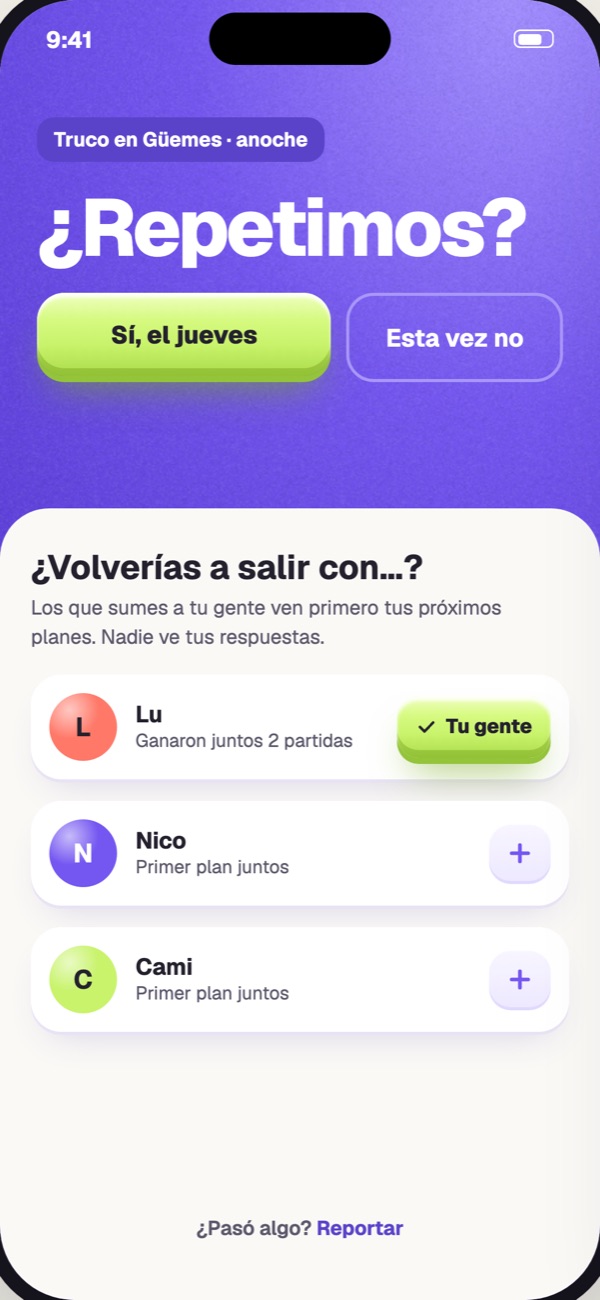 9:41
Truco en Güemes · anoche
¿Repetimos?
Sí, el jueves
Esta vez no
¿Volverías a salir con...?
Los que sumes a tu gente ven primero tus próximos
planes. Nadie ve tus respuestas.
L
Lu
Ganaron juntos 2 partidas
✓ Tu gente
N
Nico
Primer plan juntos
+
C
Cami
Primer plan juntos
+
¿Pasó algo? Reportar